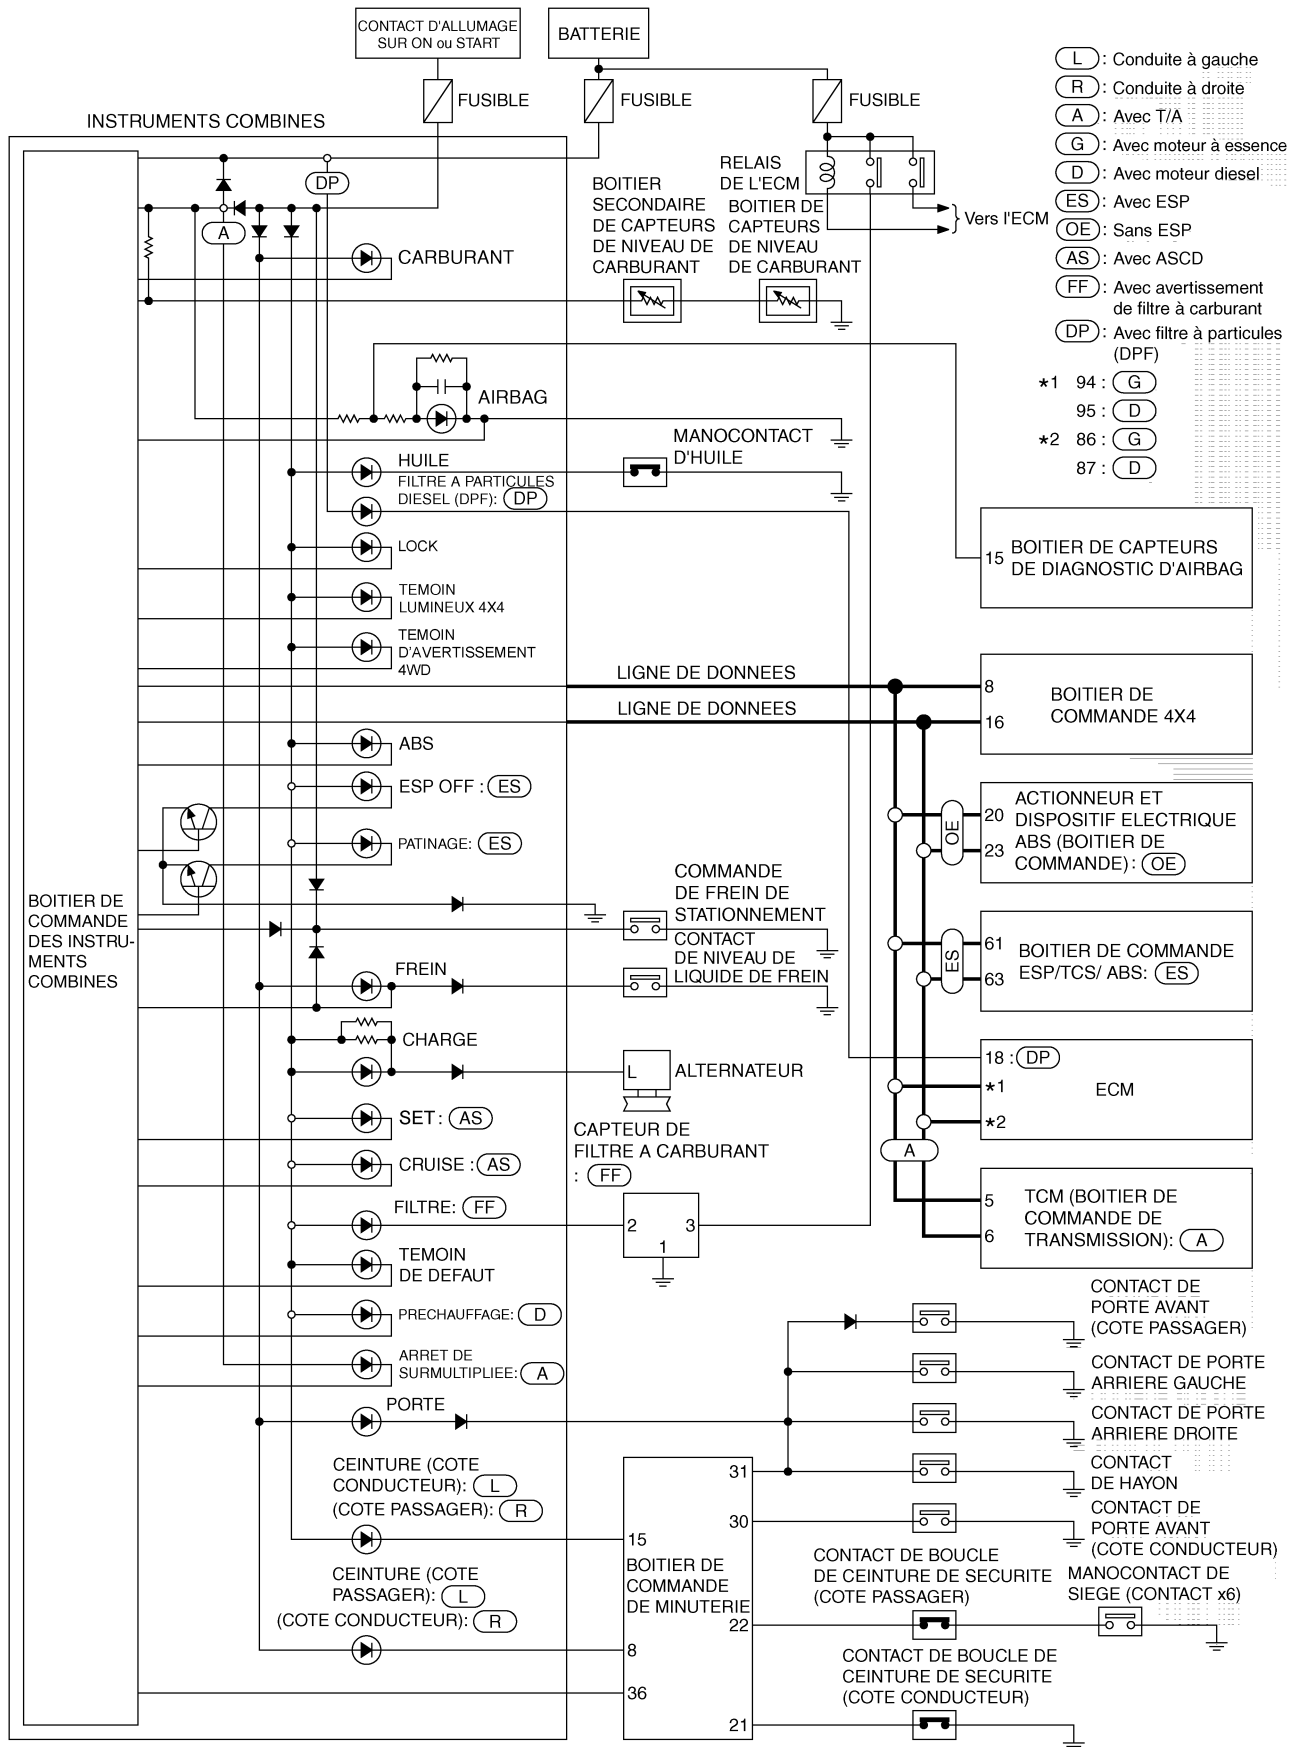 CONTACT D'ALLUMAGE
SUR ON ou START
BATTERIE
FUSIBLE
FUSIBLE
FUSIBLE
INSTRUMENTS COMBINES
L : Conduite à gauche
R : Conduite à droite
A : Avec T/A
G : Avec moteur à essence
D : Avec moteur diesel
ES : Avec ESP
OE : Sans ESP
AS : Avec ASCD
FF : Avec avertissement
de filtre à carburant
DP : Avec filtre à particules
(DPF)
*1 94 : G
95 : D
*2 86 : G
87 : D
DP
A
RELAIS
DE L'ECM
Vers l'ECM
BOITIER
SECONDAIRE
DE CAPTEURS
DE NIVEAU DE
CARBURANT
BOITIER DE
CAPTEURS
DE NIVEAU
DE CARBURANT
CARBURANT
AIRBAG
MANOCONTACT
D'HUILE
HUILE
FILTRE A PARTICULES
DIESEL (DPF): DP
LOCK
TEMOIN
LUMINEUX 4X4
TEMOIN
D'AVERTISSEMENT
4WD
15 BOITIER DE CAPTEURS
DE DIAGNOSTIC D'AIRBAG
LIGNE DE DONNEES
LIGNE DE DONNEES
8
16
BOITIER DE
COMMANDE 4X4
ABS
ESP OFF : ES
PATINAGE: ES
OE
20
23
ACTIONNEUR ET
DISPOSITIF ELECTRIQUE
ABS (BOITIER DE
COMMANDE): OE
BOITIER DE
COMMANDE
DES INSTRU-
MENTS
COMBINES
COMMANDE
DE FREIN DE
STATIONNEMENT
CONTACT
DE NIVEAU DE
LIQUIDE DE FREIN
ES
61
63
BOITIER DE COMMANDE
ESP/TCS/ ABS: ES
FREIN
CHARGE
L ALTERNATEUR
18 : DP
*1
*2
ECM
A
SET : AS
CRUISE : AS
CAPTEUR DE
FILTRE A CARBURANT
: FF
FILTRE: FF
2
3
1
5
6
TCM (BOITIER DE
COMMANDE DE
TRANSMISSION): A
TEMOIN
DE DEFAUT
PRECHAUFFAGE: D
ARRET DE
SURMULTIPLIEE: A
PORTE
CONTACT DE
PORTE AVANT
(COTE PASSAGER)
CONTACT DE PORTE
ARRIERE GAUCHE
CONTACT DE PORTE
ARRIERE DROITE
CONTACT
DE HAYON
CONTACT DE
PORTE AVANT
(COTE CONDUCTEUR)
CEINTURE (COTE
CONDUCTEUR): L
(COTE PASSAGER): R
CEINTURE (COTE
PASSAGER): L
(COTE CONDUCTEUR): R
31
30
15
BOITIER DE
COMMANDE
DE MINUTERIE
22
8
36
21
CONTACT DE BOUCLE
DE CEINTURE DE SECURITE
(COTE PASSAGER)
MANOCONTACT DE
SIEGE (CONTACT x6)
CONTACT DE BOUCLE DE
CEINTURE DE SECURITE
(COTE CONDUCTEUR)